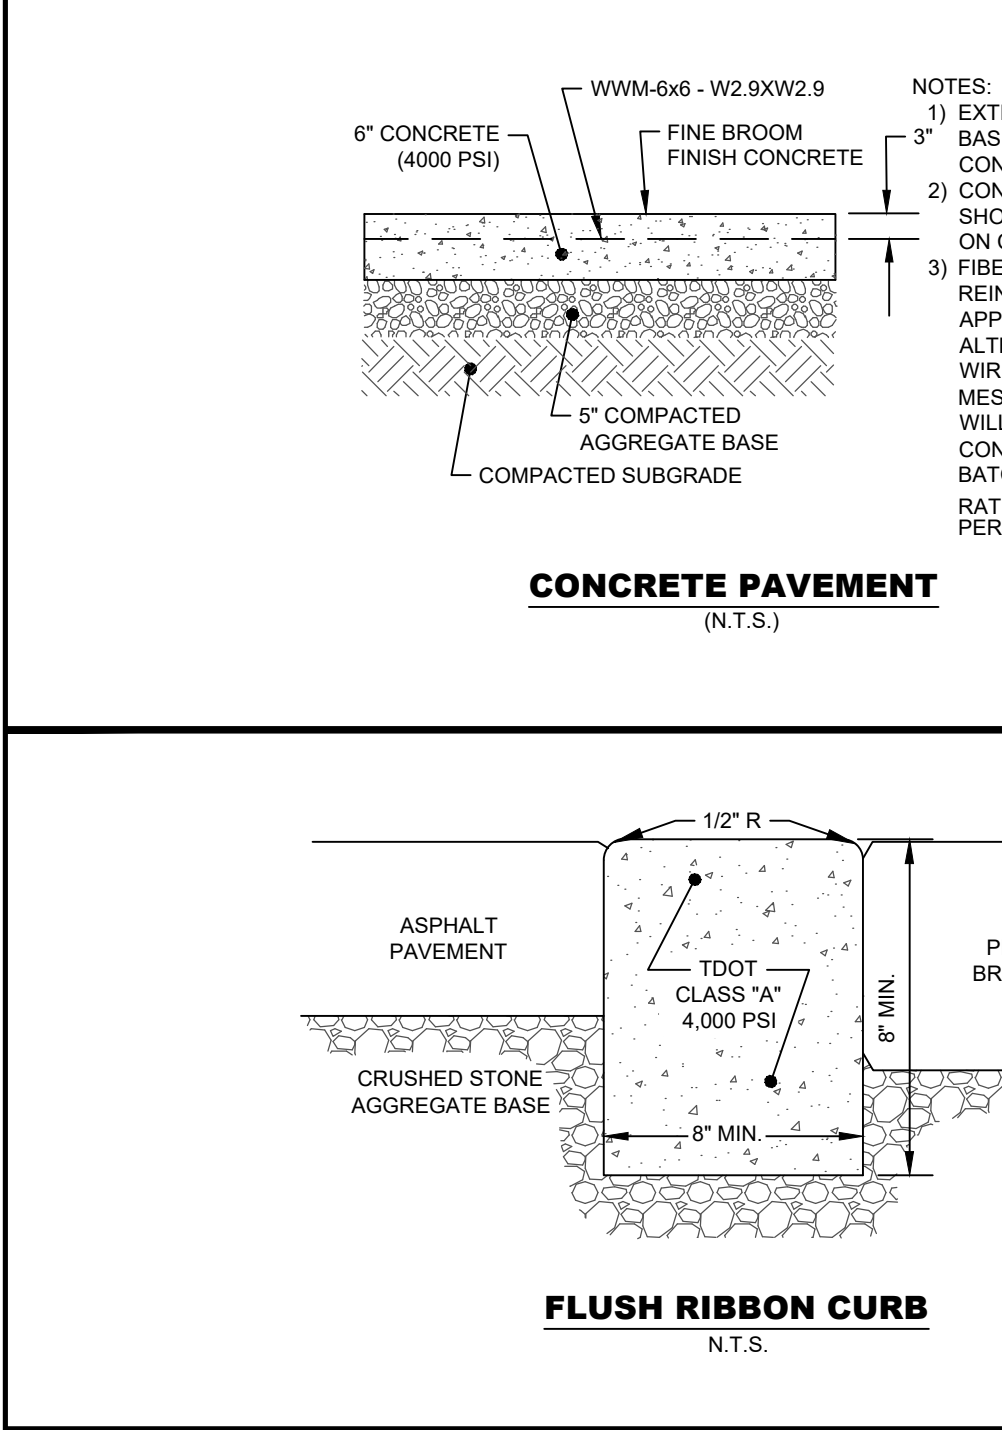 WWM-6x6 - W2.9XW2.9
6" CONCRETE
(4000 PSI)
FINE BROOM
FINISH CONCRETE
3"
5" COMPACTED
AGGREGATE BASE
COMPACTED SUBGRADE
NOTES:
1) EXT
BAS
CON
2) CON
SHO
ON
3) FIBE
REIN
APP
ALT
WIR
MES
WILL
CON
BAT
RAT
PER
CONCRETE PAVEMENT
(N.T.S.)
1/2" R
ASPHALT
PAVEMENT
P
BR
TDOT
CLASS "A"
4,000 PSI
8" MIN.
CRUSHED STONE
AGGREGATE BASE
8" MIN.
FLUSH RIBBON CURB
N.T.S.